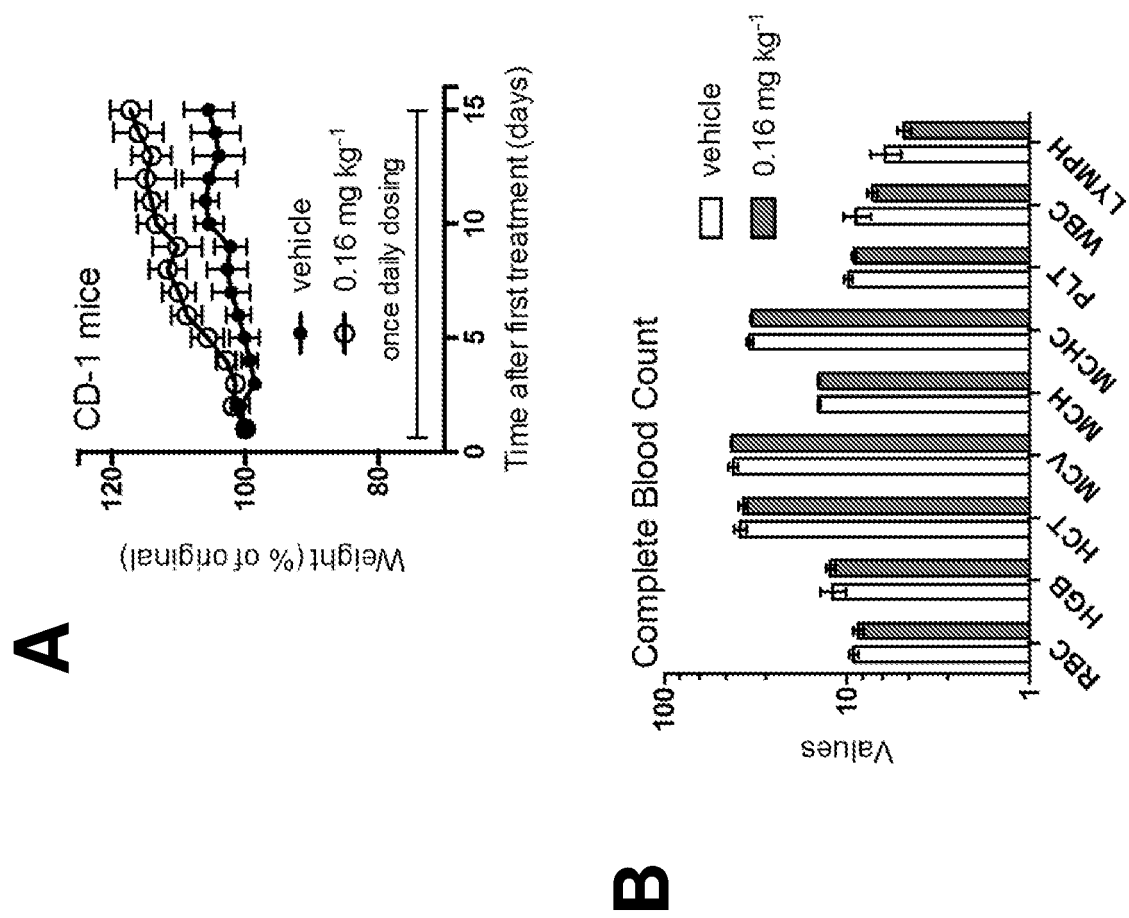 A
CD-1 mice
Weight (% of original)
120
100
80
vehicle
0.16 mg kg⁻¹
once daily dosing
0
5
10
15
Time after first treatment (days)
B
Complete Blood Count
Values
100
10
1
vehicle
0.16 mg kg⁻¹
RBC
HGB
HCT
MCV
MCH
MCHC
PLT
WBC
LYMPH